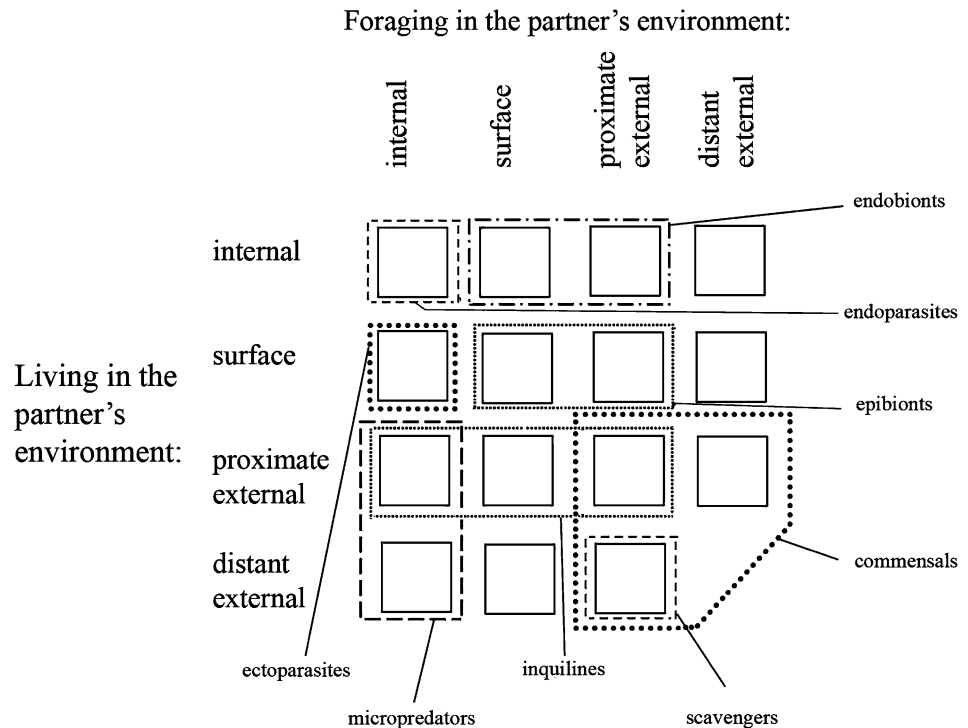 Foraging in the partner's environment:
internal
surface
proximate
external
distant
external
endobionts
internal
endoparasites
surface
Living in the
partner's
environment:
epibionts
proximate
external
distant
external
commensals
ectoparasites
inquilines
micropredators
scavengers